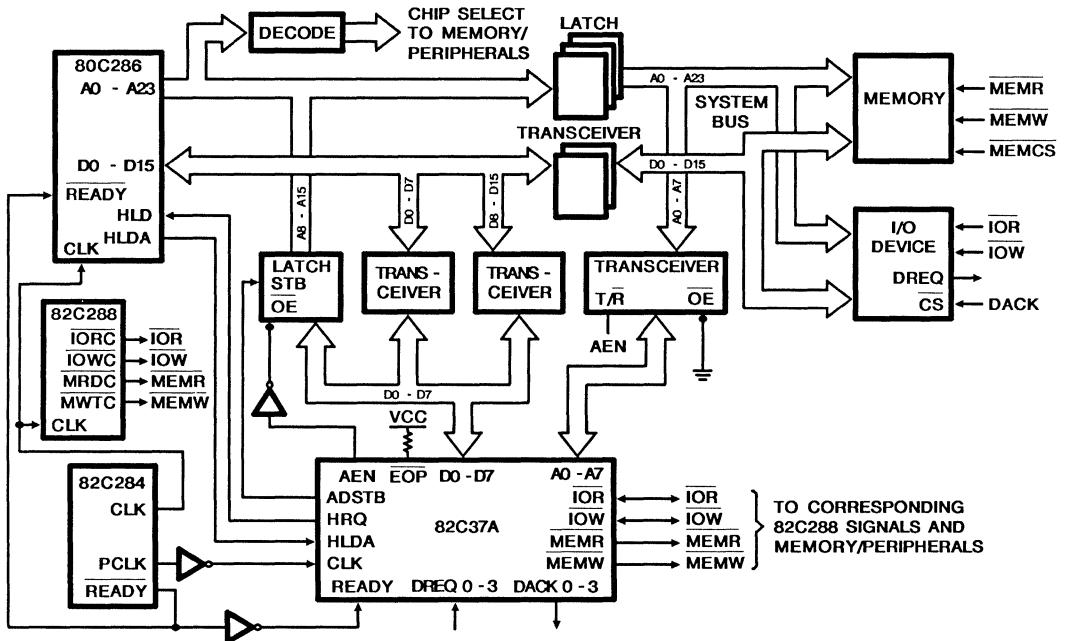 CHIP SELECT
TO MEMORY/
PERIPHERALS
DECODE
LATCH
80C286
A0 - A23
D0 - D15
READY
HLD
HLDA
CLK
A0 - A23
SYSTEM
BUS
TRANSCEIVER
D0 - D15
MEMORY
MEMR
MEMW
MEMCS
A8 - A15
D0 - D7
D8 - D15
A0 - A7
I/O
DEVICE
DREQ
CS
IOR
IOW
DACK
LATCH
STB
OE
TRANS -
CEIVER
TRANS -
CEIVER
TRANSCEIVER
T/R
OE
AEN
82C288
IORC
IOWC
MRDC
MWTC
CLK
IOR
IOW
MEMR
MEMW
D0 - D7
VCC
82C284
CLK
PCLK
READY
AEN
EOP
D0 - D7
A0 - A7
ADSTB
HRQ
HLDA
CLK
READY
82C37A
DREQ 0 - 3
DACK 0 - 3
IOR
IOW
MEMR
MEMW
IOR
IOW
MEMR
MEMW
TO CORRESPONDING
82C288 SIGNALS AND
MEMORY/PERIPHERALS